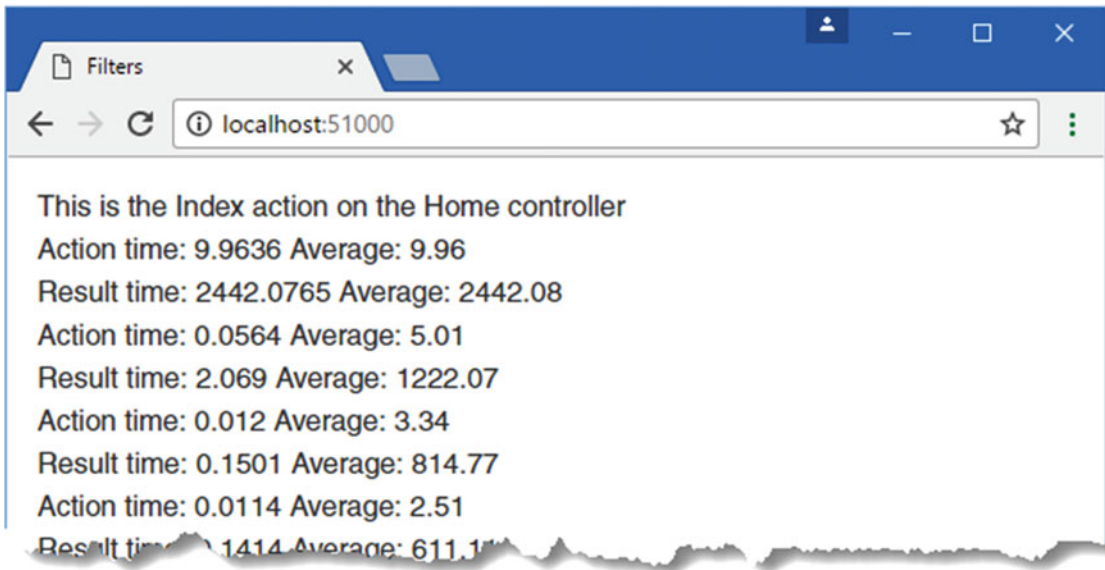 Filters
localhost:51000
This is the Index action on the Home controller
Action time: 9.9636 Average: 9.96
Result time: 2442.0765 Average: 2442.08
Action time: 0.0564 Average: 5.01
Result time: 2.069 Average: 1222.07
Action time: 0.012 Average: 3.34
Result time: 0.1501 Average: 814.77
Action time: 0.0114 Average: 2.51
Result Average: